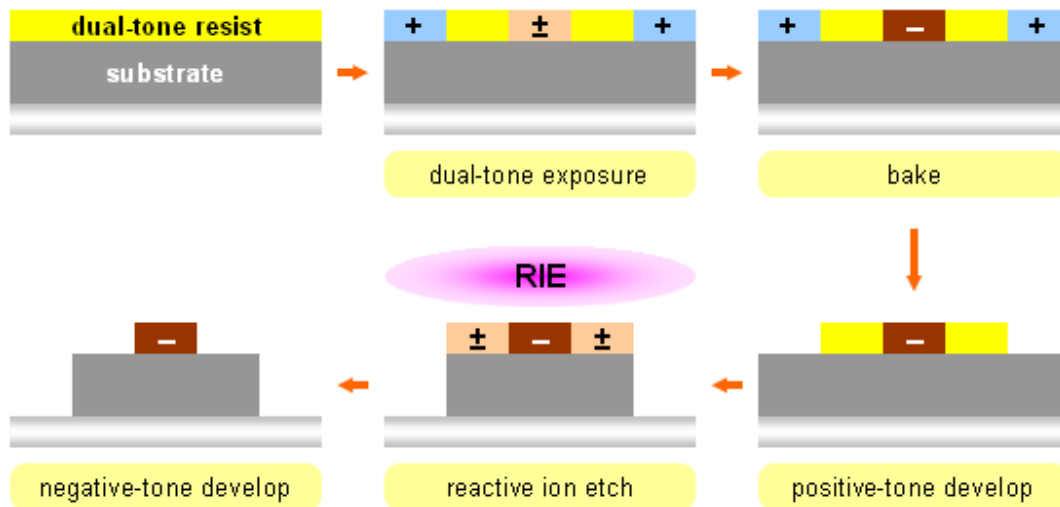 dual-tone resist
substrate
+ ± +
+ − +
dual-tone exposure
bake
RIE
−
± − ±
−
negative-tone develop
reactive ion etch
positive-tone develop